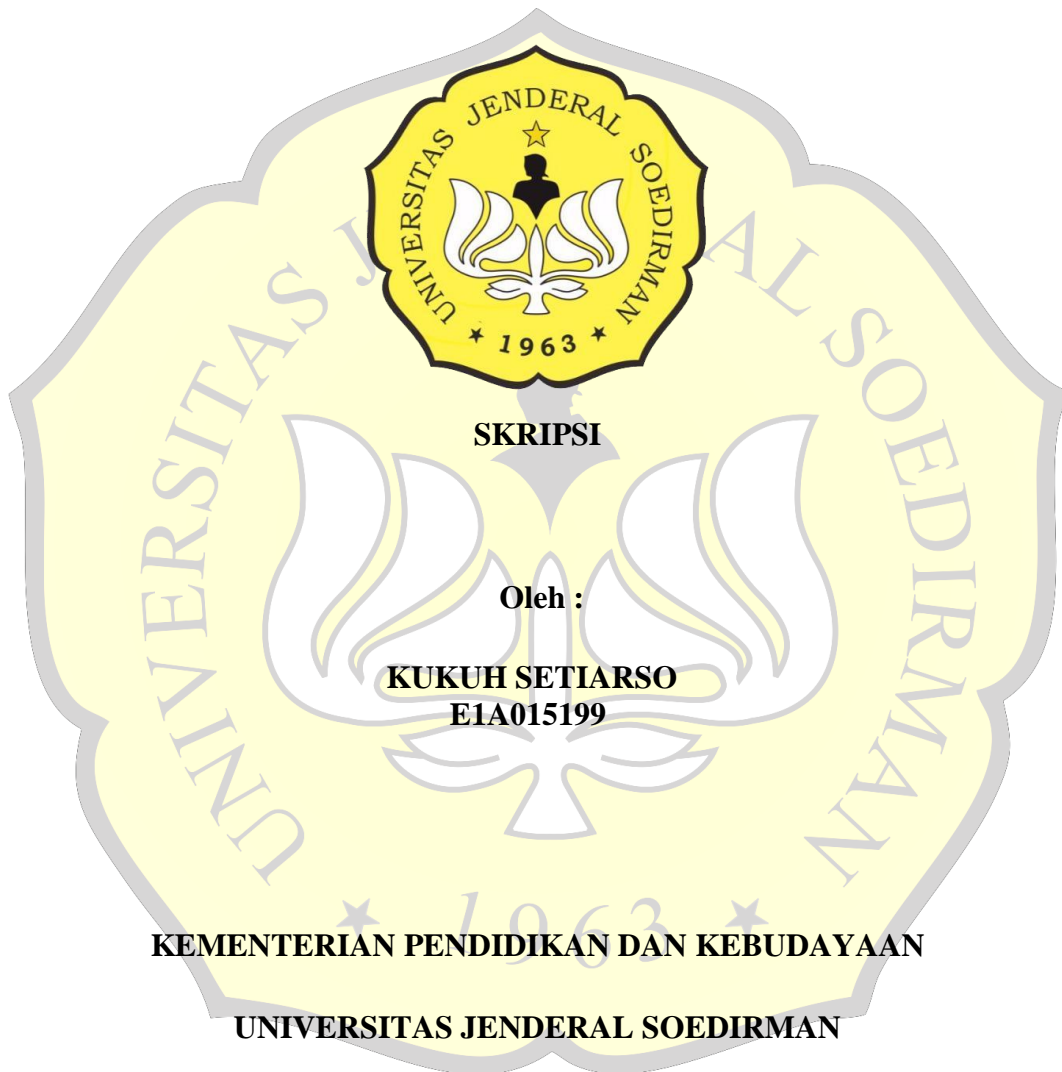 UNIVERSITAS JENDERAL SOEDIRMAN
★ 1963 ★
SKRIPSI
Oleh :
KUKUH SETIARSO
E1A015199
KEMENTERIAN PENDIDIKAN DAN KEBUDAYAAN
UNIVERSITAS JENDERAL SOEDIRMAN